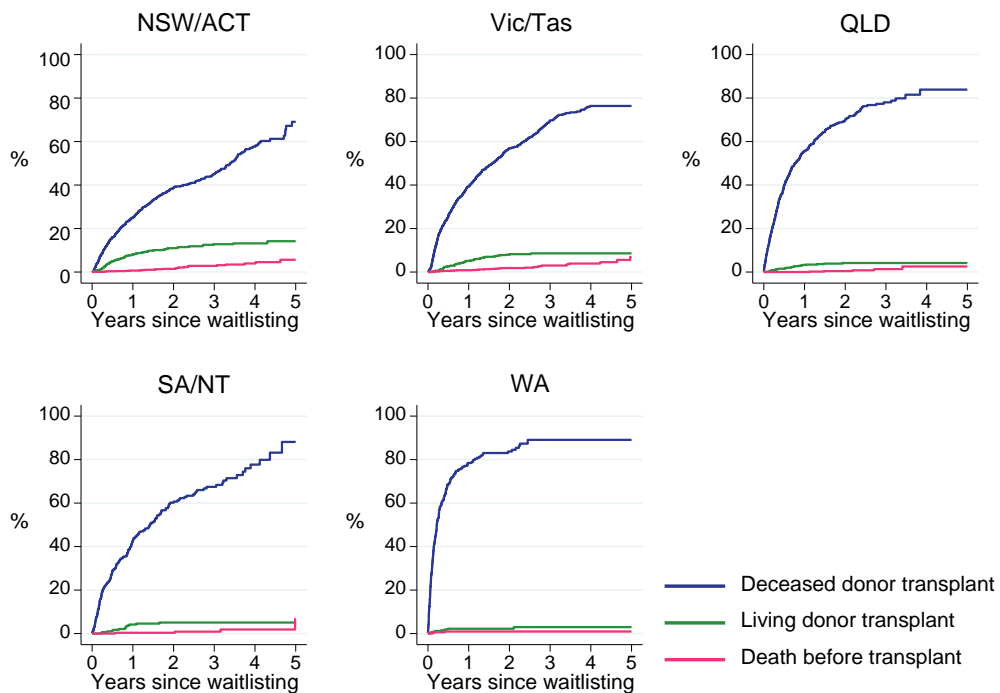 NSW/ACT
Vic/Tas
QLD
100
80
60
%
40
20
0
0 1 2 3 4 5
Years since waitlisting
100
80
60
%
40
20
0
0 1 2 3 4 5
Years since waitlisting
100
80
60
%
40
20
0
0 1 2 3 4 5
Years since waitlisting
SA/NT
WA
100
80
60
%
40
20
0
0 1 2 3 4 5
Years since waitlisting
100
80
60
%
40
20
0
0 1 2 3 4 5
Years since waitlisting
Deceased donor transplant
Living donor transplant
Death before transplant